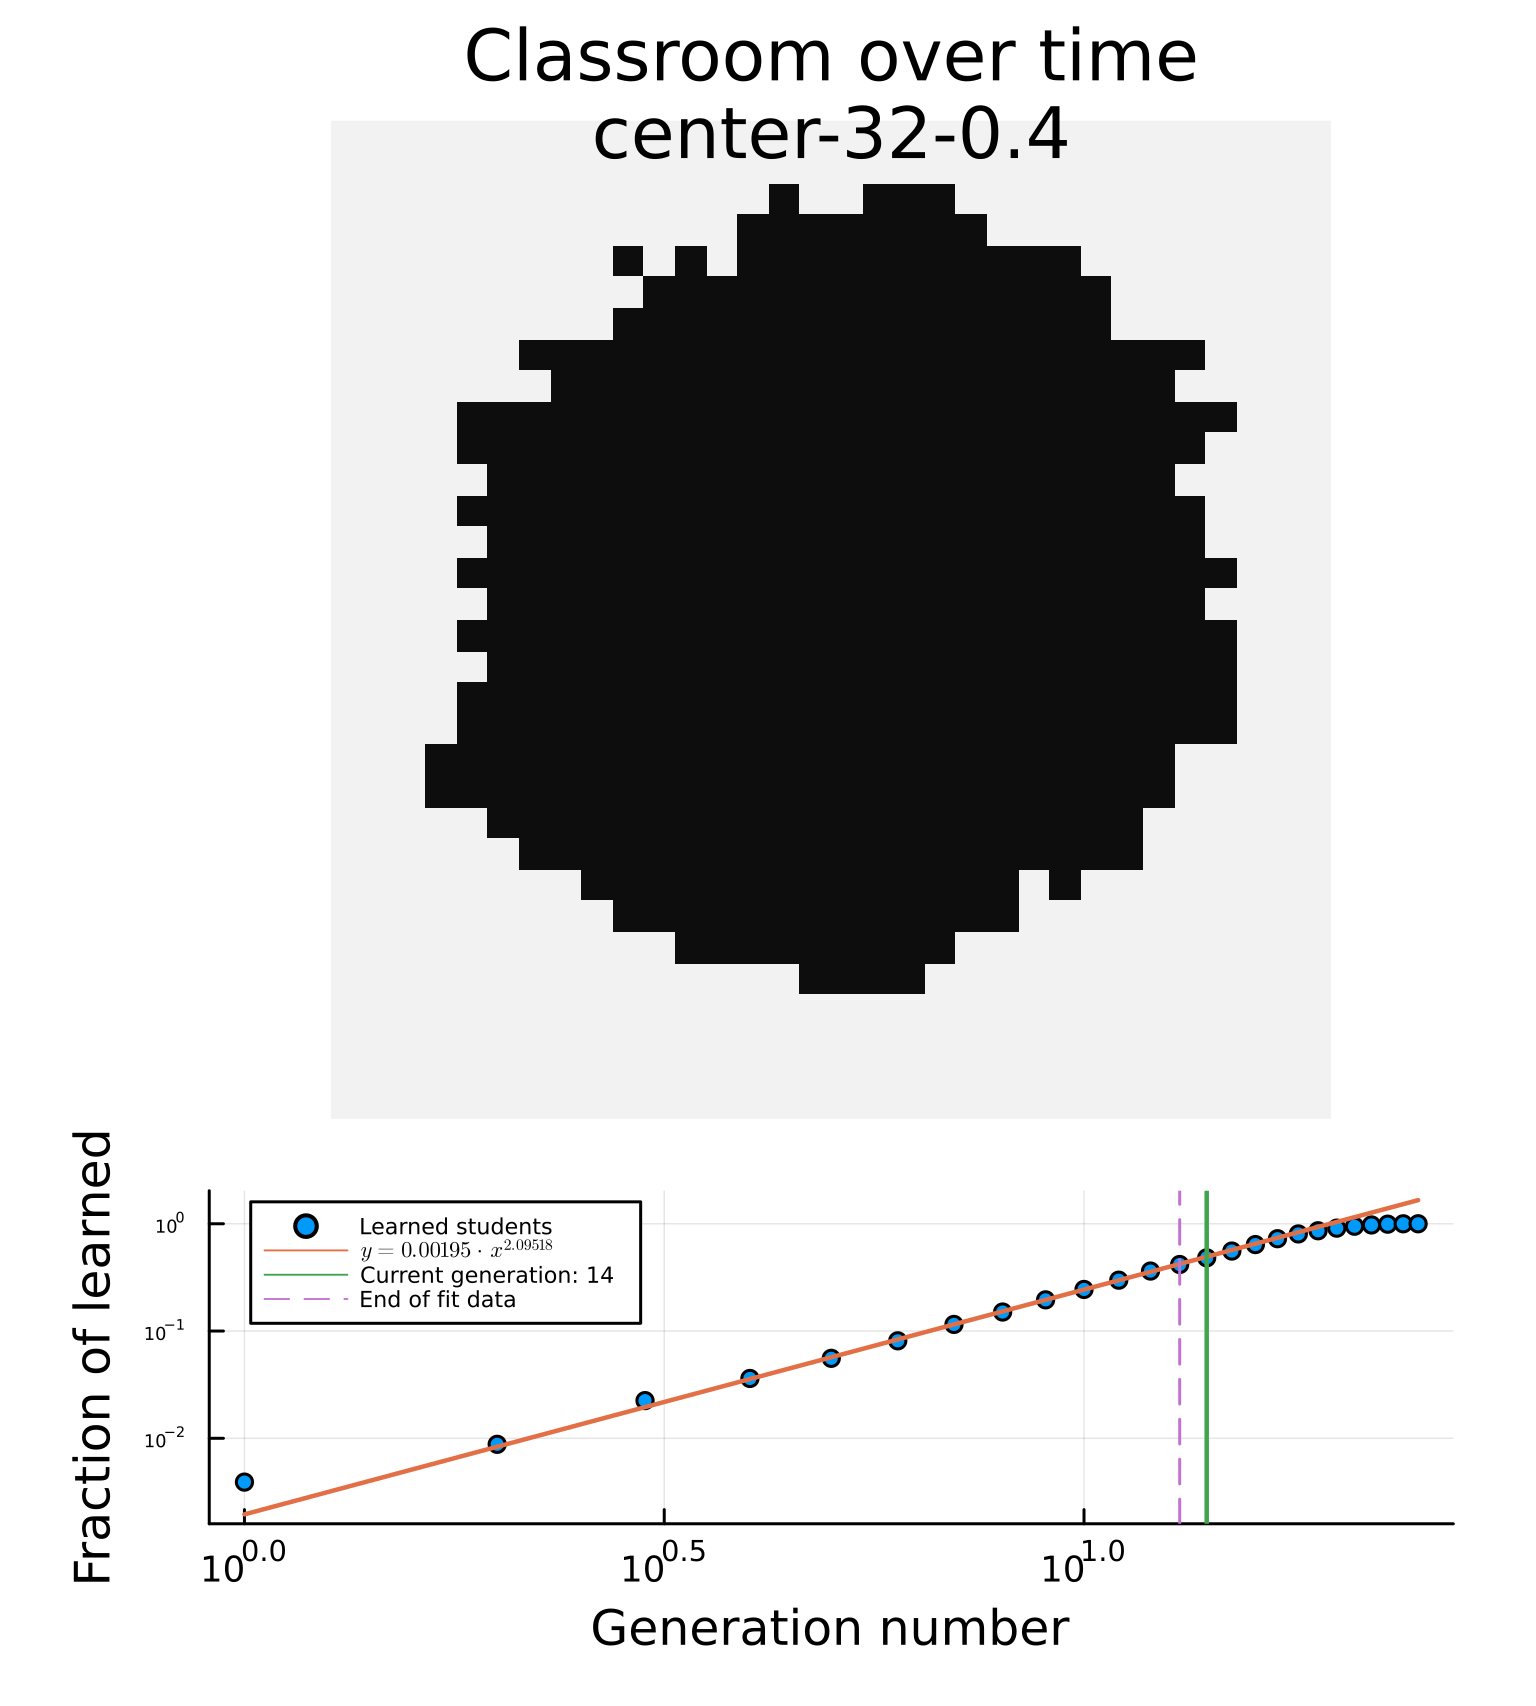 Classroom over time
center-32-0.4
Fraction of learned
10⁰
10⁻¹
10⁻²
Learned students
y = 0.00195 · x^2.09518
Current generation: 14
End of fit data
10^0.0
10^0.5
10^1.0
Generation number